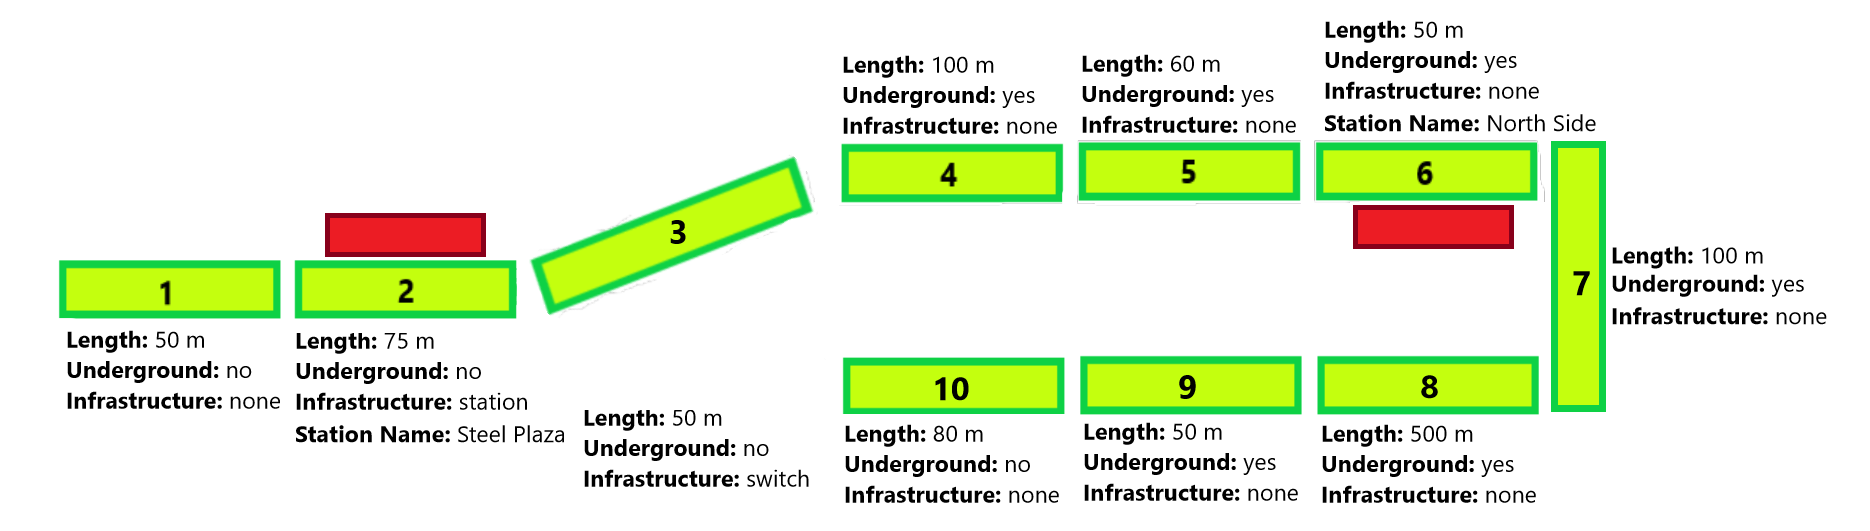 Length: 50 m
Underground: yes
Infrastructure: none
Station Name: North Side
Length: 100 m
Underground: yes
Infrastructure: none
Length: 60 m
Underground: yes
Infrastructure: none
4
5
6
3
7
Length: 100 m
Underground: yes
Infrastructure: none
1
2
Length: 50 m
Underground: no
Infrastructure: none
Length: 75 m
Underground: no
Infrastructure: station
Station Name: Steel Plaza
Length: 50 m
Underground: no
Infrastructure: switch
10
9
8
Length: 80 m
Underground: no
Infrastructure: none
Length: 50 m
Underground: yes
Infrastructure: none
Length: 500 m
Underground: yes
Infrastructure: none